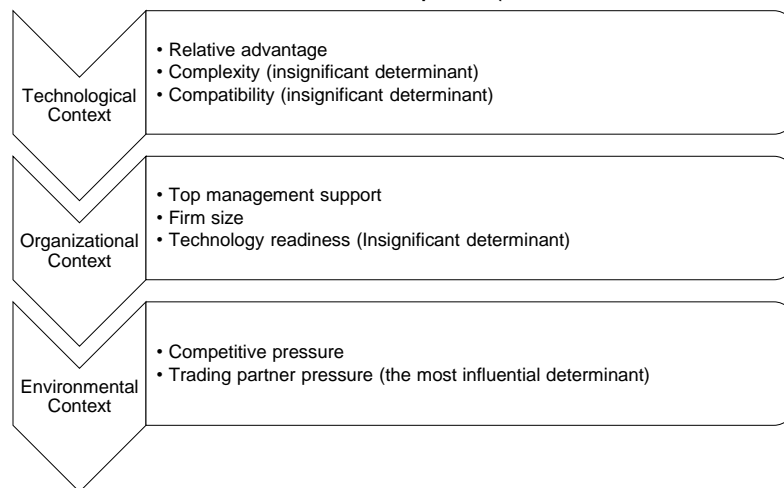 Technological
Context
• Relative advantage
• Complexity (insignificant determinant)
• Compatibility (insignificant determinant)
Organizational
Context
• Top management support
• Firm size
• Technology readiness (Insignificant determinant)
Environmental
Context
• Competitive pressure
• Trading partner pressure (the most influential determinant)